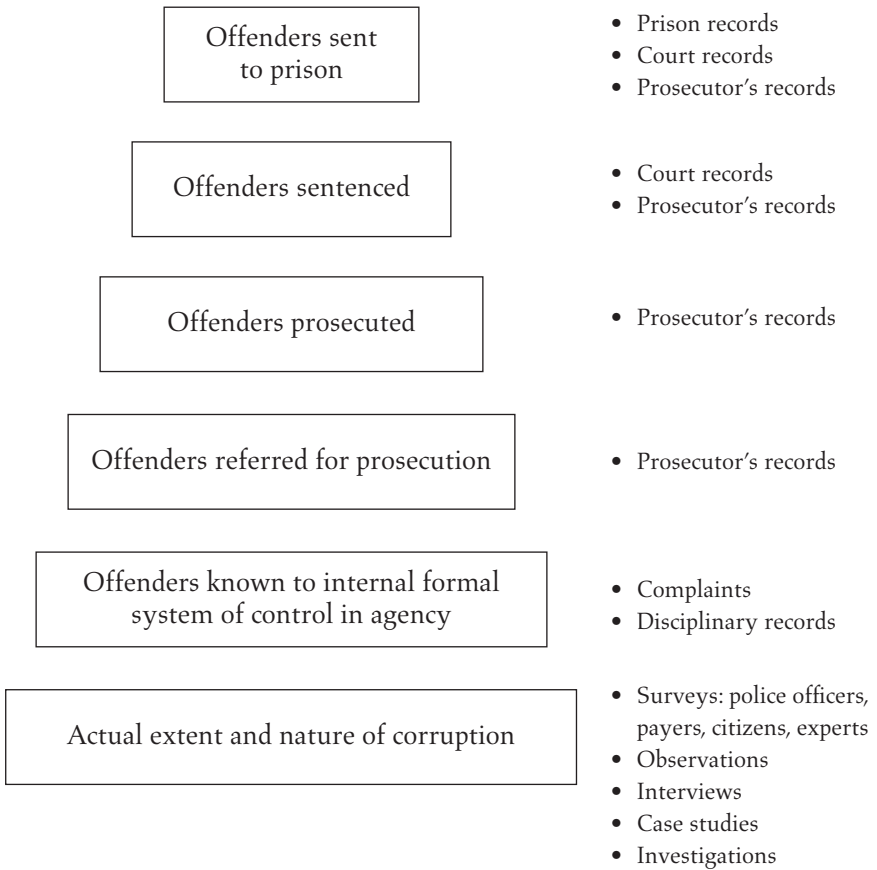 Offenders sent
to prison
• Prison records
• Court records
• Prosecutor's records
Offenders sentenced
• Court records
• Prosecutor's records
Offenders prosecuted
• Prosecutor's records
Offenders referred for prosecution
• Prosecutor's records
Offenders known to internal formal
system of control in agency
• Complaints
• Disciplinary records
Actual extent and nature of corruption
• Surveys: police officers,
payers, citizens, experts
• Observations
• Interviews
• Case studies
• Investigations